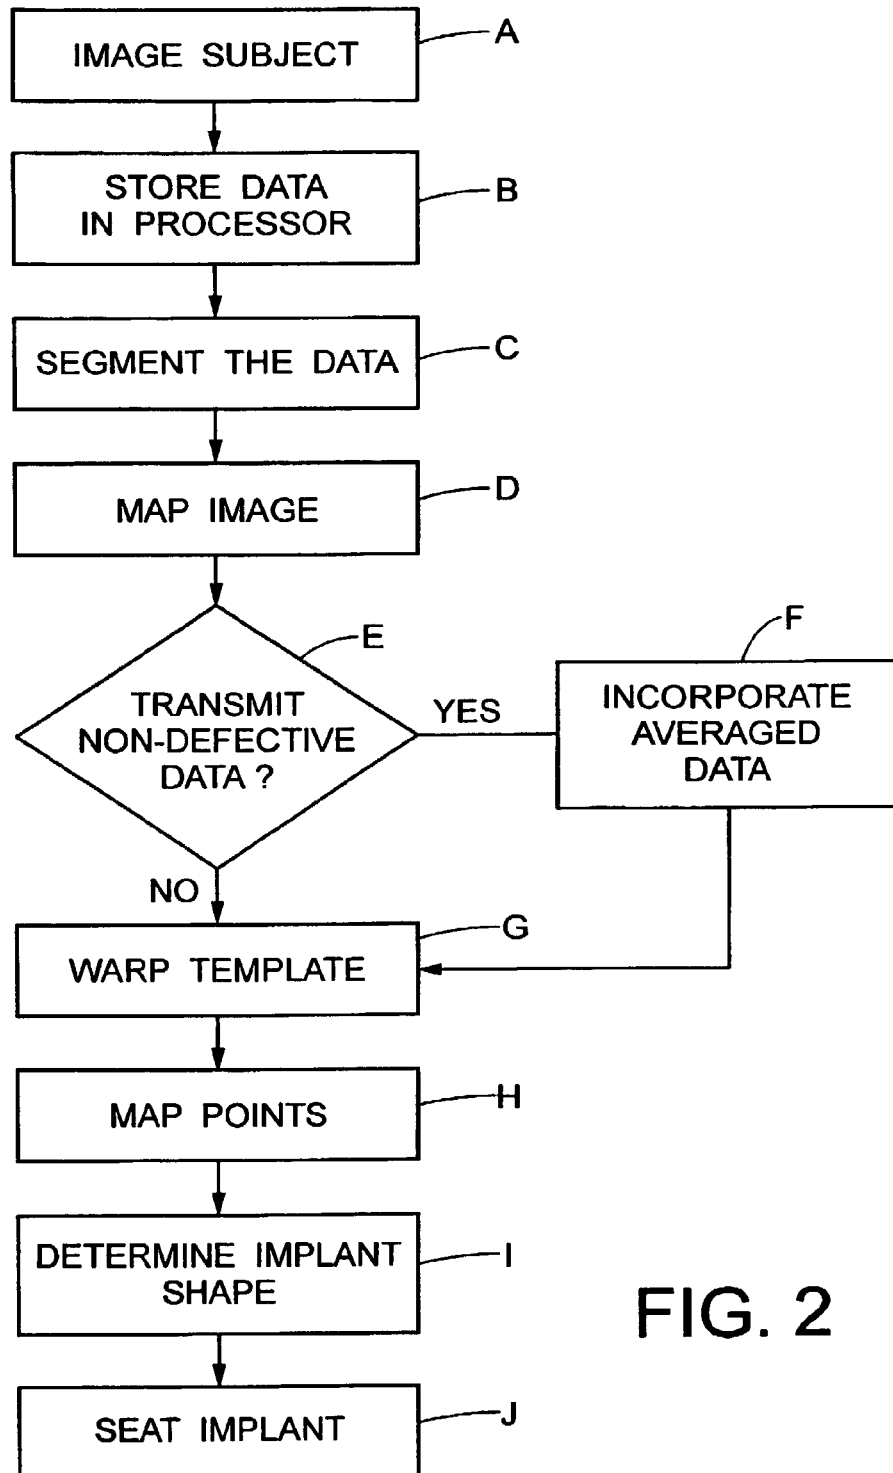 IMAGE SUBJECT
A
STORE DATA
IN PROCESSOR
B
SEGMENT THE DATA
C
MAP IMAGE
D
TRANSMIT
NON-DEFECTIVE
DATA ?
E
YES
INCORPORATE
AVERAGED
DATA
F
NO
WARP TEMPLATE
G
MAP POINTS
H
DETERMINE IMPLANT
SHAPE
I
SEAT IMPLANT
J
FIG. 2